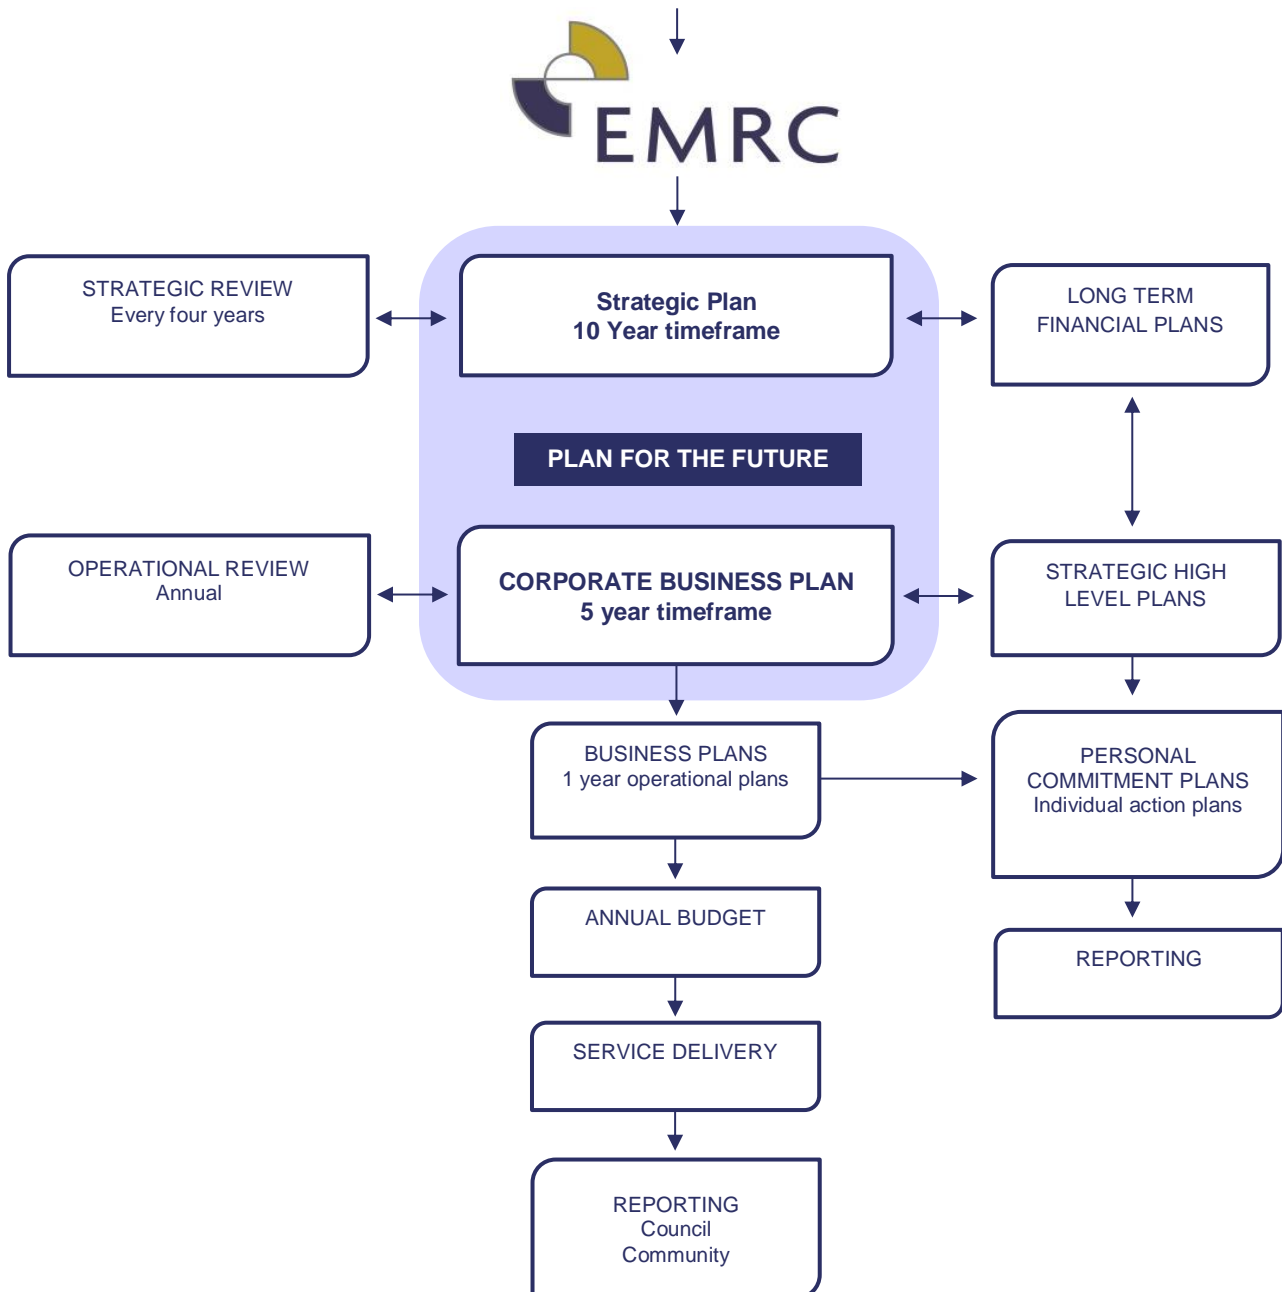 EMRC
STRATEGIC REVIEW
Every four years
Strategic Plan
10 Year timeframe
LONG TERM
FINANCIAL PLANS
PLAN FOR THE FUTURE
OPERATIONAL REVIEW
Annual
CORPORATE BUSINESS PLAN
5 year timeframe
STRATEGIC HIGH
LEVEL PLANS
BUSINESS PLANS
1 year operational plans
PERSONAL
COMMITMENT PLANS
Individual action plans
ANNUAL BUDGET
REPORTING
SERVICE DELIVERY
REPORTING
Council
Community